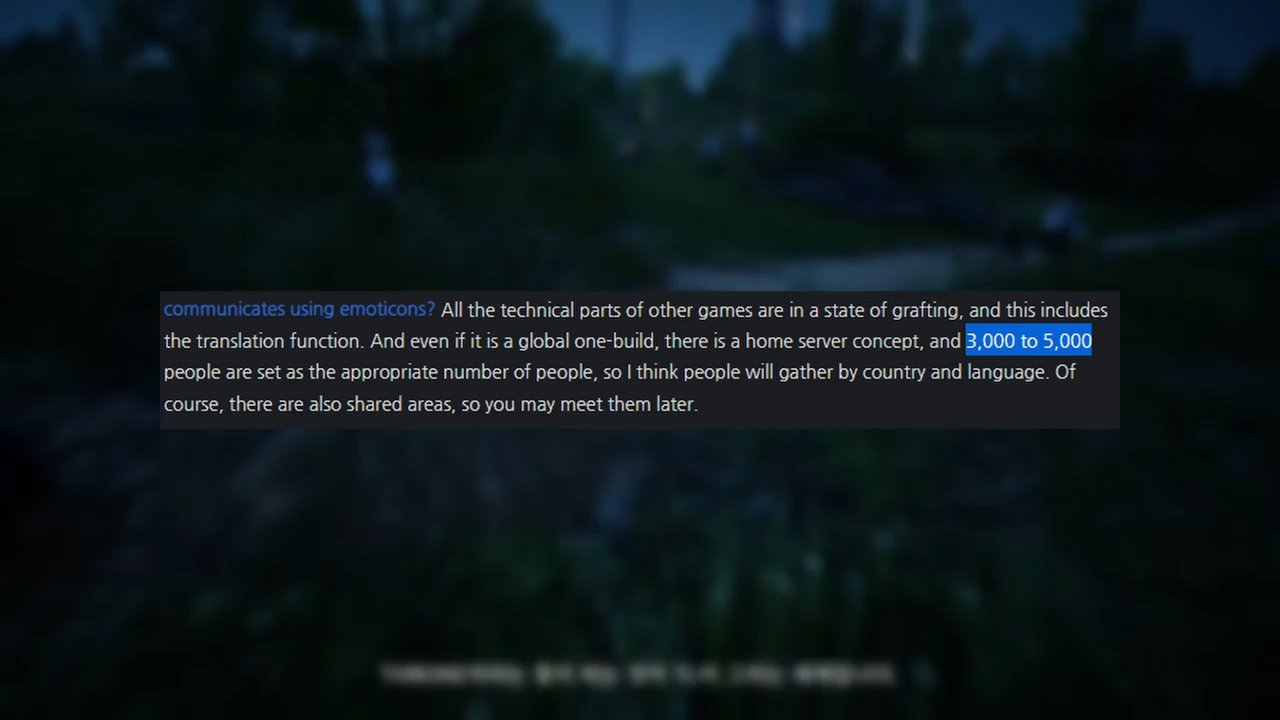 communicates using emoticons? All the technical parts of other games are in a state of grafting, and this includes
the translation function. And even if it is a global one-build, there is a home server concept, and 3,000 to 5,000
people are set as the appropriate number of people, so I think people will gather by country and language. Of
course, there are also shared areas, so you may meet them later.